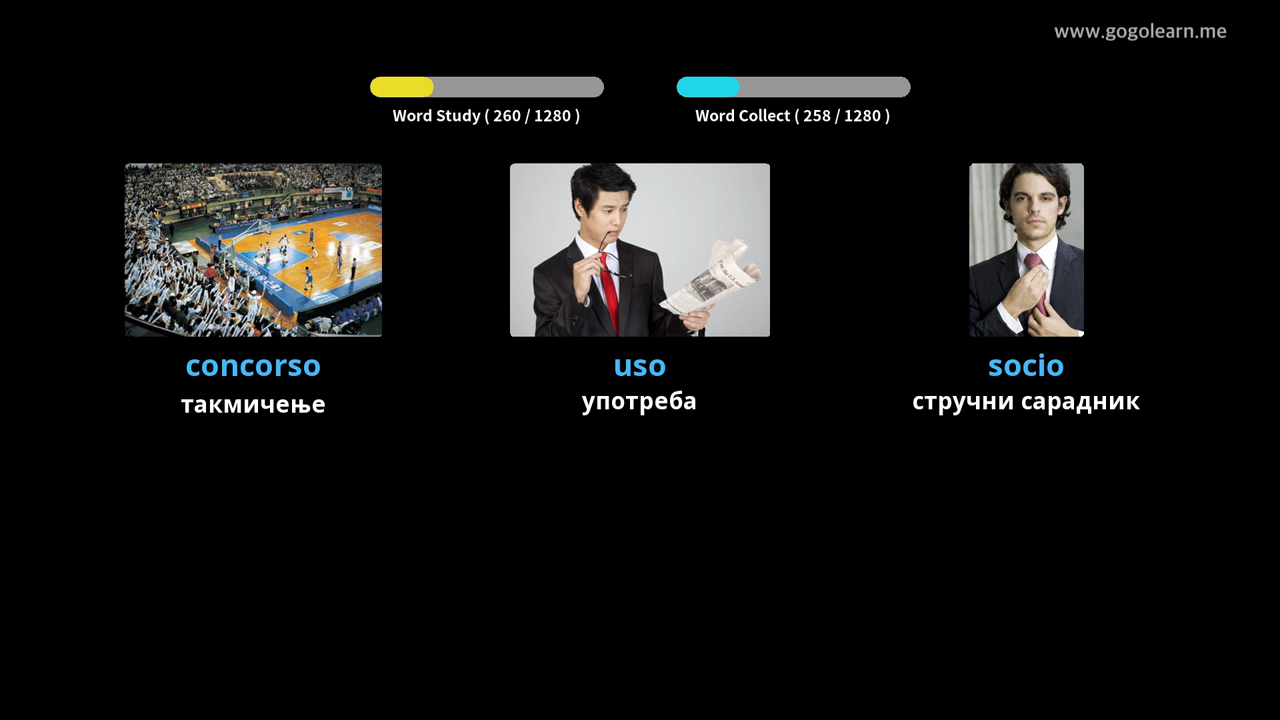 www.gogolearn.me
Word Study ( 260 / 1280 )
Word Collect ( 258 / 1280 )
concorso
uso
socio
такмичење
употреба
стручни сарадник